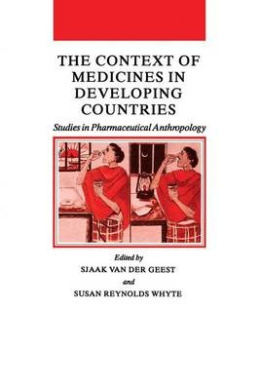 THE CONTEXT OF
MEDICINES IN
DEVELOPING
COUNTRIES
Studies in Pharmaceutical Anthropology
Edited by
SJAAK VAN DER GEEST
and
SUSAN REYNOLDS WHYTE